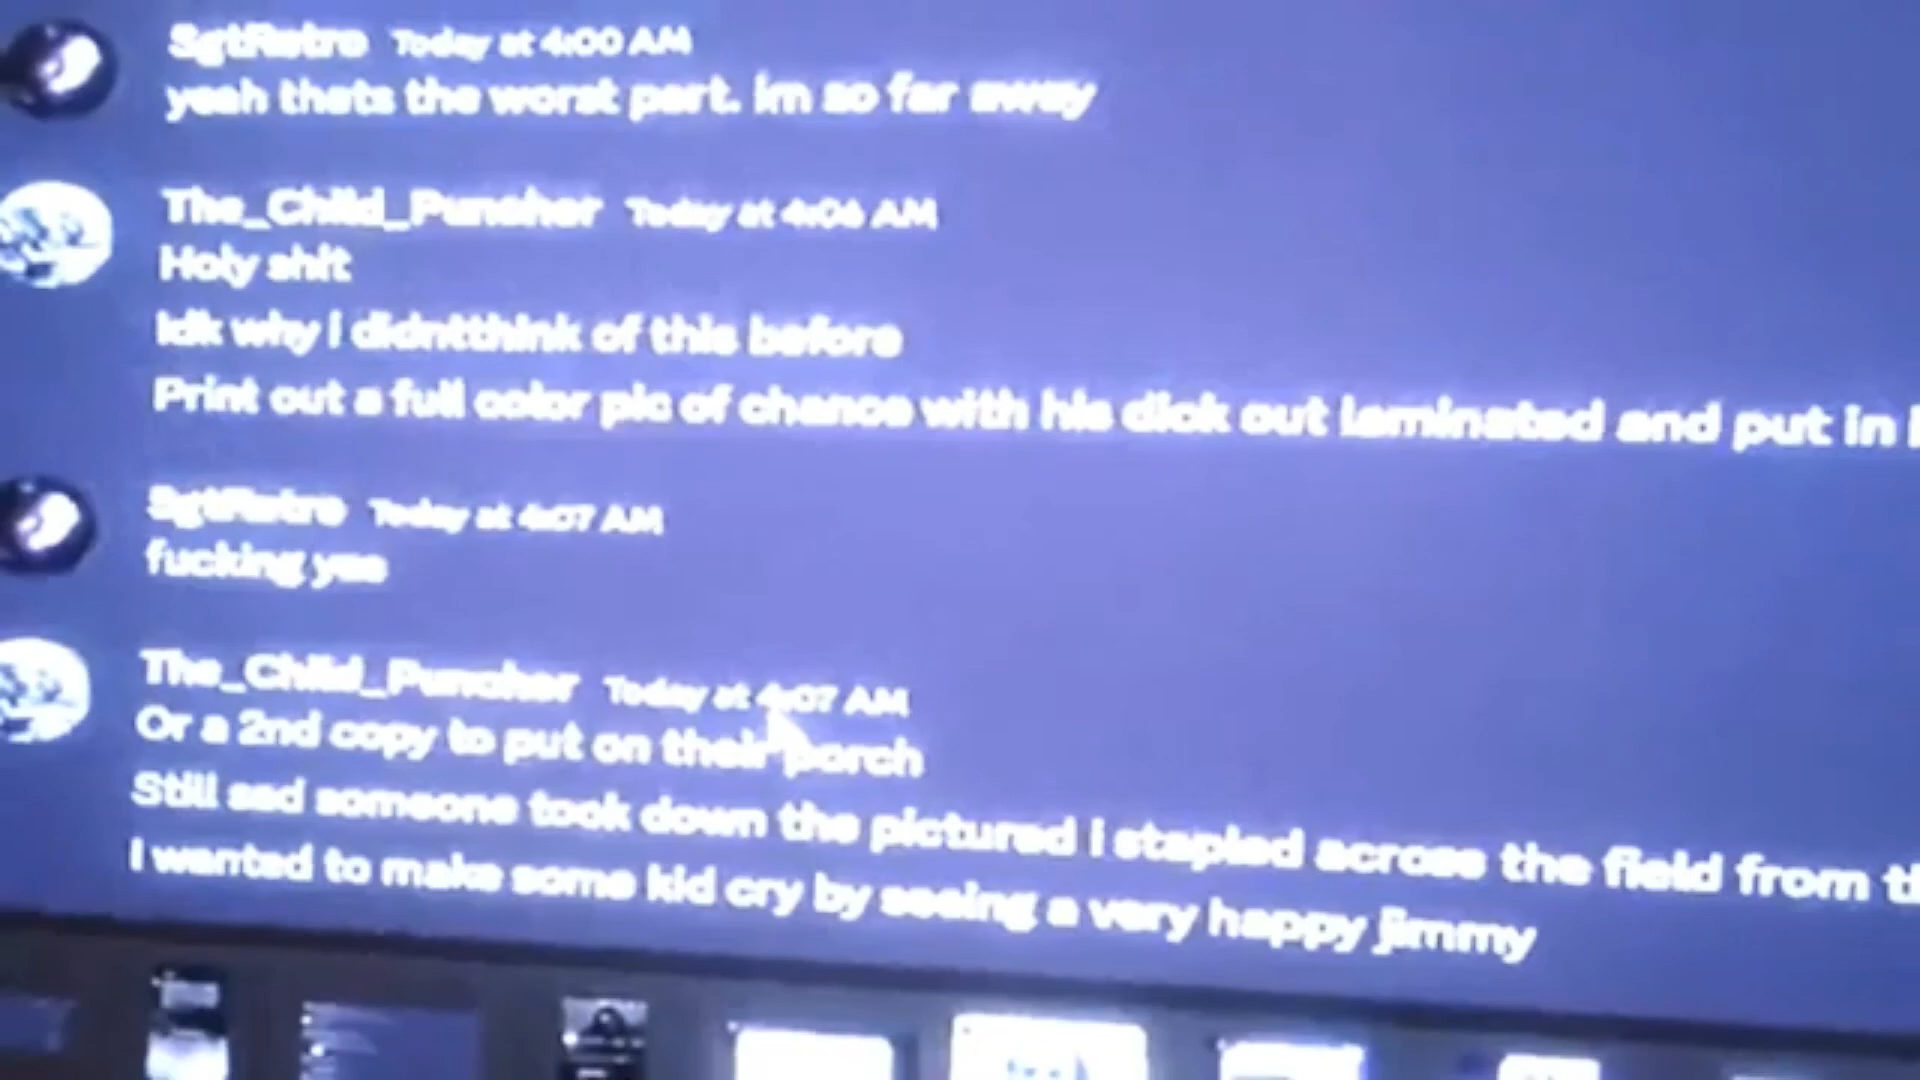 SgtRetro Today at 4:00 AM
yeah thats the worst part. im so far away
The_Child_Puncher Today at 4:06 AM
Holy shit
Idk why I didntthink of this before
Print out a full color pic of chance with his dick out laminated and put in
SgtRetro Today at 4:07 AM
fucking yes
The_Child_Puncher Today at 4:07 AM
Or a 2nd copy to put on their porch
Still sad someone took down the pictured i stapled across the field from
I wanted to make some kid cry by seeing a very happy jimmy